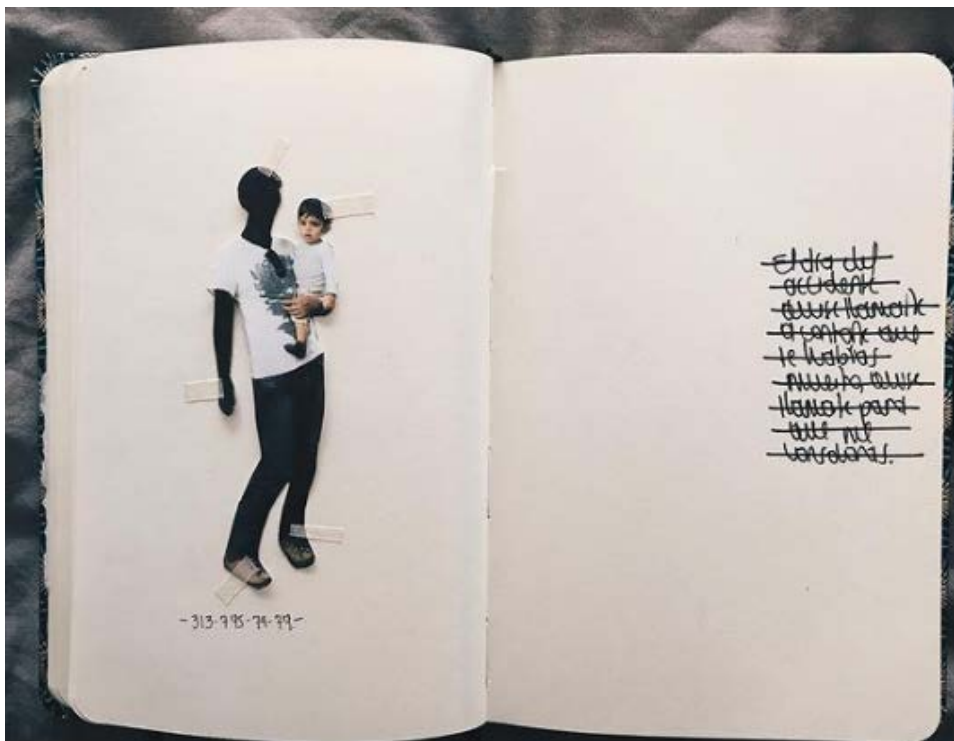 -313-795-74-79-
El día del
accidente
quise llamarte
a contarte que
te habías
muerto, quise
llamarte para
que me
consolaras.